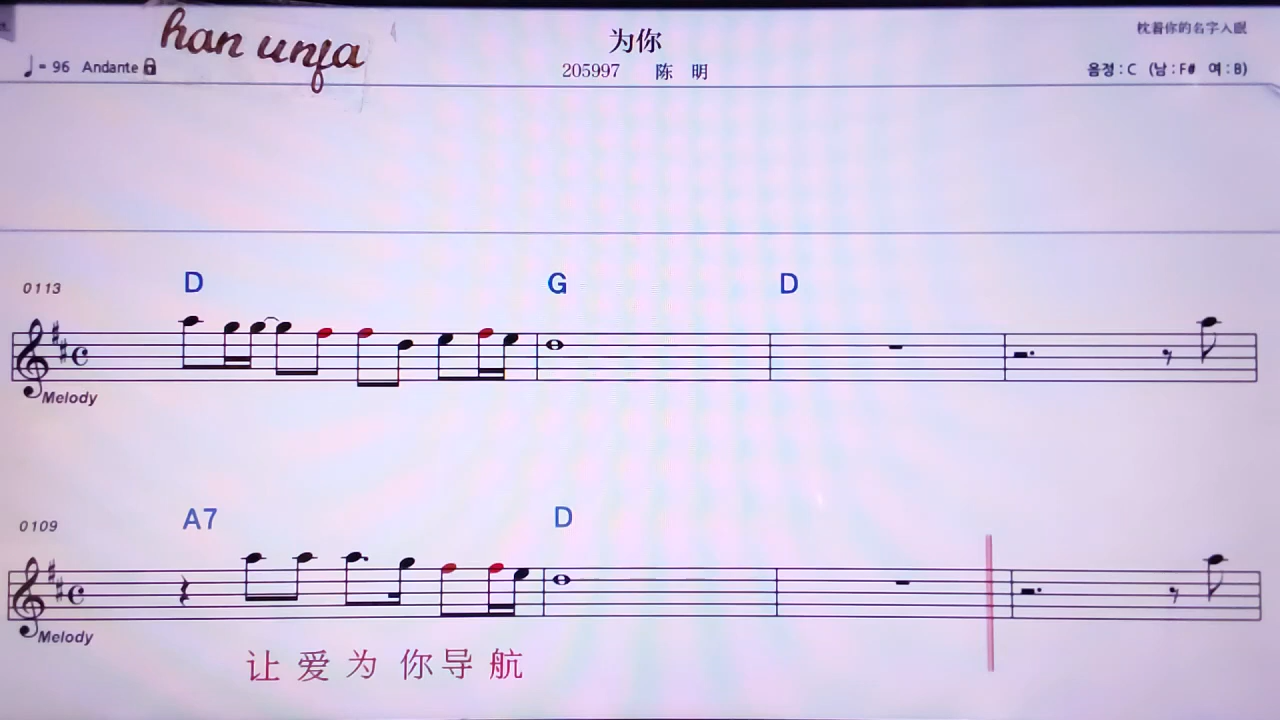 han unfa
为你
枕着你的名字入眠
♩= 96 Andante
205997 陈 明
음정 : C (남 : F# 여 : B)
0113
D G D
Melody
0109
A7 D
Melody
让 爱 为 你 导 航